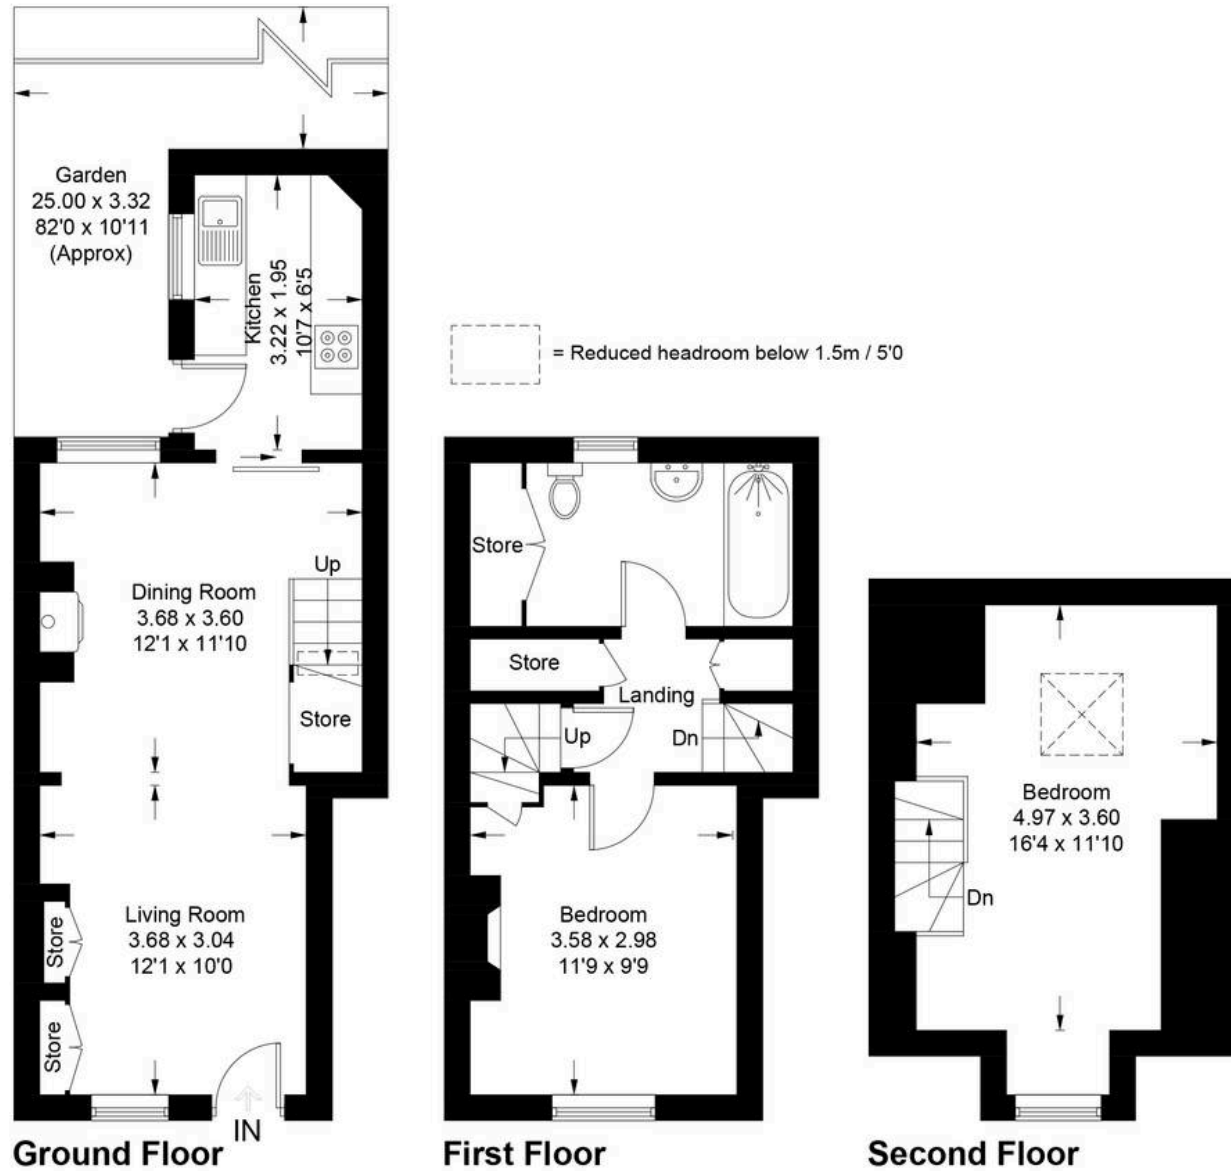 Garden
25.00 x 3.32
82'0 x 10'11
(Approx)
Kitchen
3.22 x 1.95
10'7 x 6'5
= Reduced headroom below 1.5m / 5'0
Up
Dining Room
3.68 x 3.60
12'1 x 11'10
Store
Living Room
3.68 x 3.04
12'1 x 10'0
Store
Store
IN
Ground Floor
Store
Store
Landing
Up
Dn
Bedroom
3.58 x 2.98
11'9 x 9'9
First Floor
Bedroom
4.97 x 3.60
16'4 x 11'10
Dn
Second Floor